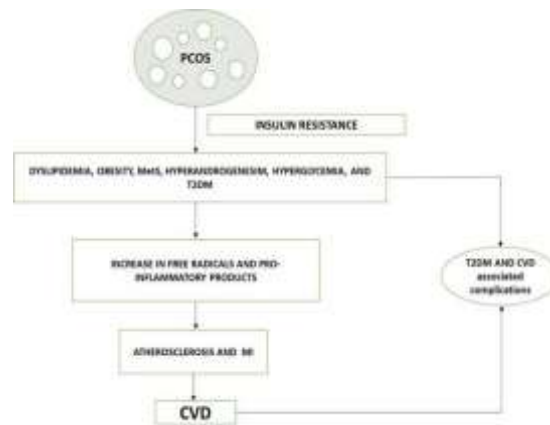 PCOS
INSULIN RESISTANCE
DYSLIPIDEMIA, OBESITY, MetS, HYPERANDROGENESIM, HYPERGLYCEMIA, AND
T2DM
INCREASE IN FREE RADICALS AND PRO-
INFLAMMATORY PRODUCTS
T2DM AND CVD
associated
complications
ATHEROSCLEROSIS AND MI
CVD